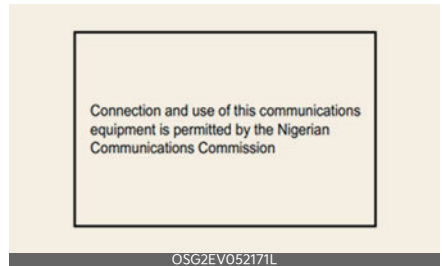 Connection and use of this communications
equipment is permitted by the Nigerian
Communications Commission
OSG2EV052171L